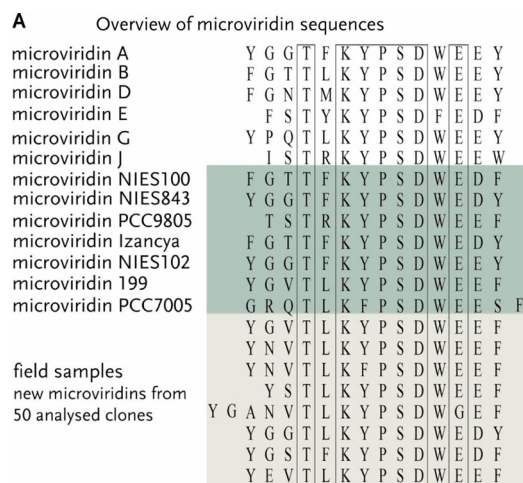 A
Overview of microviridin sequences
microviridin A Y G G T F K Y P S D W E E Y
microviridin B F G T T L K Y P S D W E E Y
microviridin D F G N T M K Y P S D W E E Y
microviridin E F S T Y K Y P S D F E D F
microviridin G Y P Q T L K Y P S D W E E Y
microviridin J I S T R K Y P S D W E E W
microviridin NIES100 F G T T F K Y P S D W E D F
microviridin NIES843 Y G G T F K Y P S D W E D Y
microviridin PCC9805 T S T R K Y P S D W E E F
microviridin Izancya F G T T F K Y P S D W E D Y
microviridin NIES102 Y G G T F K Y P S D W E E Y
microviridin 199 Y G V T L K Y P S D W E E F
microviridin PCC7005 G R Q T L K F P S D W E E S F
Y G V T L K Y P S D W E E F
Y N V T L K Y P S D W E E F
field samples Y N V T L K F P S D W E E F
new microviridins from Y S T L K Y P S D W E E F
50 analysed clones Y G A N V T L K Y P S D W G E F
Y G G T L K Y P S D W E D Y
Y G S T F K Y P S D W E D F
Y E V T L K Y P S D W E E F